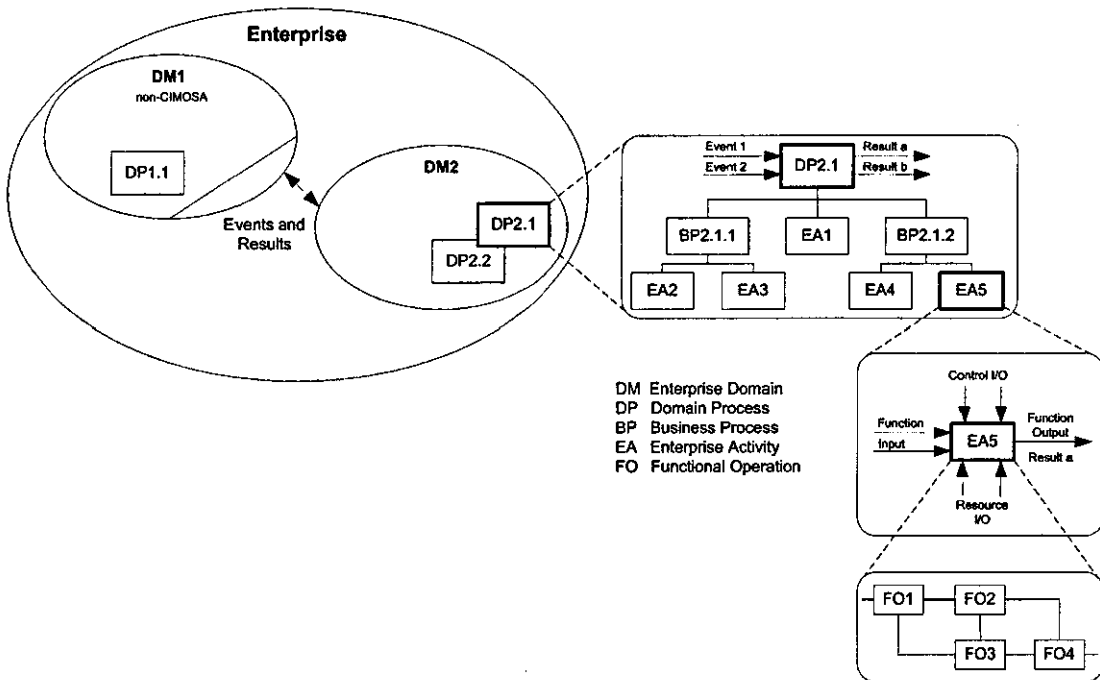 Enterprise
DM1
non-CIMOSA
DP1.1
Events and
Results
DM2
DP2.1
DP2.2
Event 1
Event 2
DP2.1
Result a
Result b
BP2.1.1
EA1
BP2.1.2
EA2
EA3
EA4
EA5
DM Enterprise Domain
DP Domain Process
BP Business Process
EA Enterprise Activity
FO Functional Operation
Control I/O
Function
Input
EA5
Function
Output
Result a
Resource
I/O
FO1
FO2
FO3
FO4